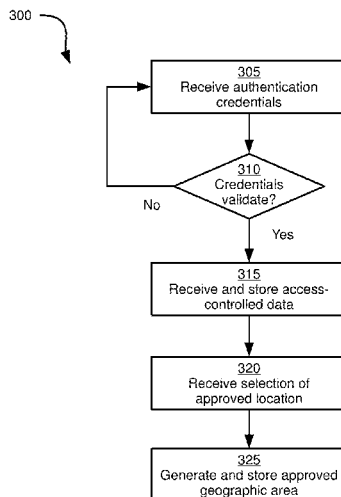 300
305
Receive authentication
credentials
310
Credentials
validate?
No
Yes
315
Receive and store access-
controlled data
320
Receive selection of
approved location
325
Generate and store approved
geographic area